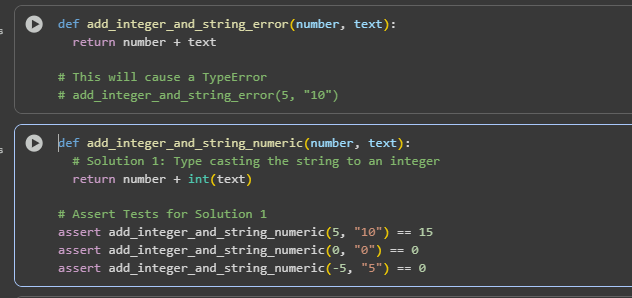 def add_integer_and_string_error(number, text):
  return number + text

# This will cause a TypeError
# add_integer_and_string_error(5, "10")

def add_integer_and_string_numeric(number, text):
  # Solution 1: Type casting the string to an integer
  return number + int(text)

# Assert Tests for Solution 1
assert add_integer_and_string_numeric(5, "10") == 15
assert add_integer_and_string_numeric(0, "0") == 0
assert add_integer_and_string_numeric(-5, "5") == 0